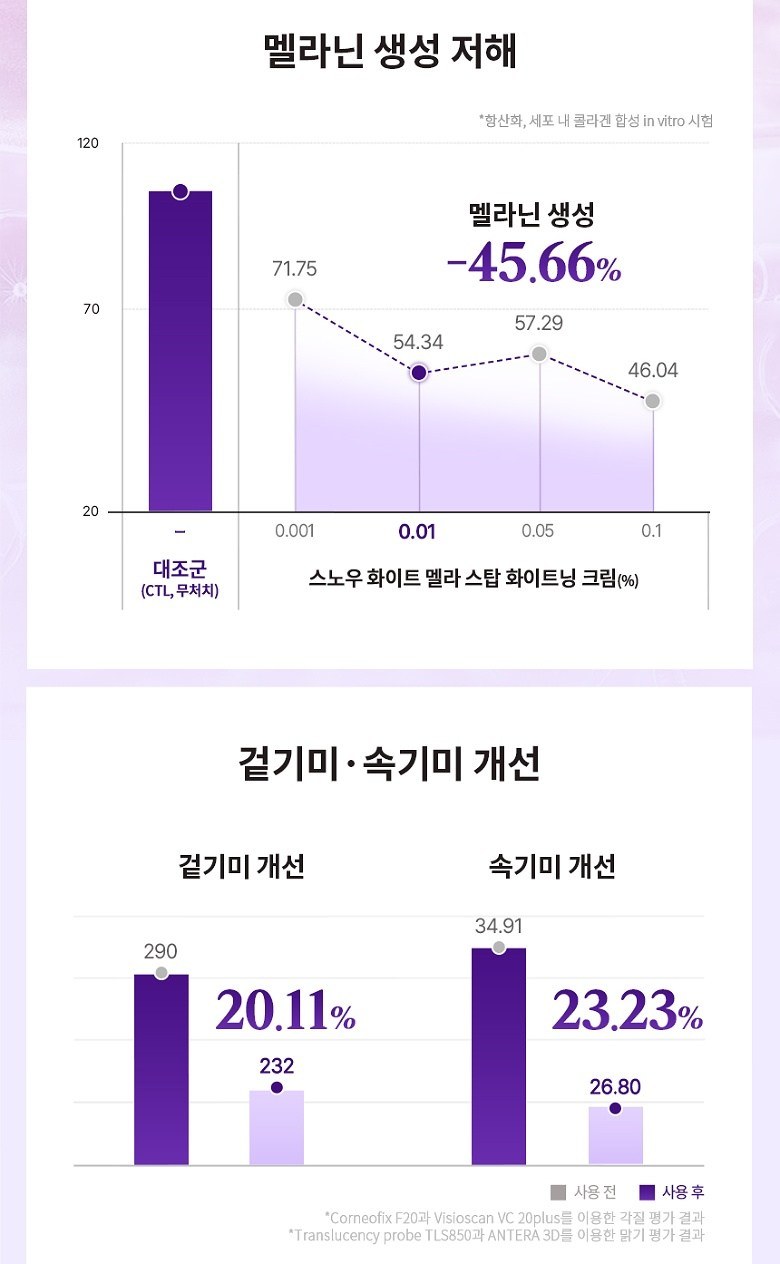 멜라닌 생성 저해
*항산화, 세포 내 콜라겐 합성 in vitro 시험
120
멜라닌 생성
-45.66%
71.75
70
57.29
54.34
46.04
20
–
0.001
0.01
0.05
0.1
대조군
(CTL, 무처치)
스노우 화이트 멜라 스탑 화이트닝 크림(%)
겉기미·속기미 개선
겉기미 개선
속기미 개선
290
20.11%
232
34.91
23.23%
26.80
사용 전
사용 후
*Corneofix F20과 Visioscan VC 20plus를 이용한 각질 평가 결과
*Translucency probe TLS850과 ANTERA 3D를 이용한 맑기 평가 결과